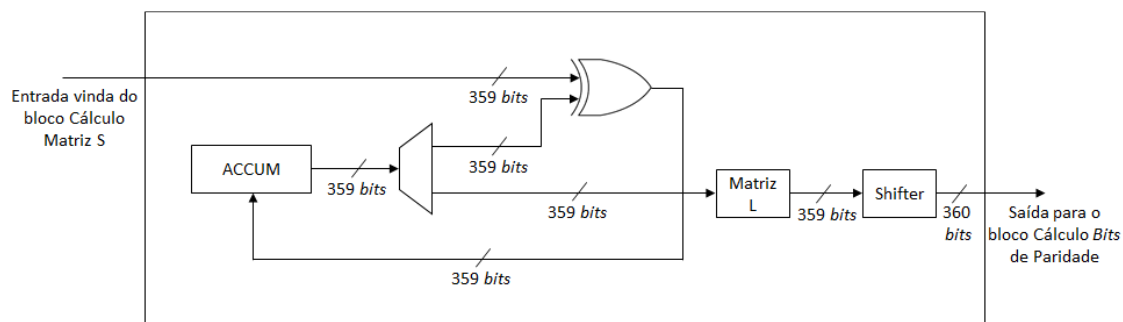 Entrada vinda do
bloco Cálculo
Matriz S
359 bits
359 bits
ACCUM
359 bits
359 bits
Matriz
L
359 bits
Shifter
360
bits
Saída para o
bloco Cálculo Bits
de Paridade
359 bits